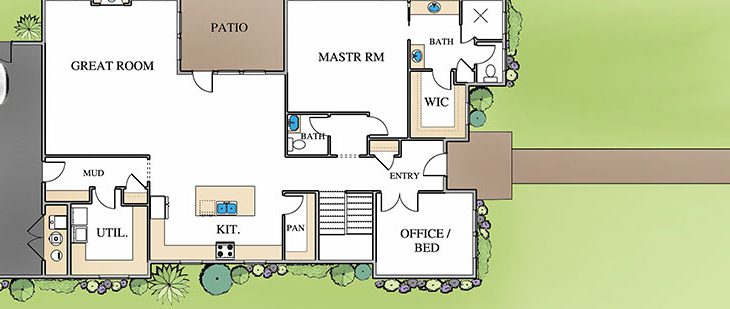 PATIO
GREAT ROOM
MASTR RM
BATH
WIC
BATH
MUD
ENTRY
UTIL.
KIT.
PAN
OFFICE /
BED